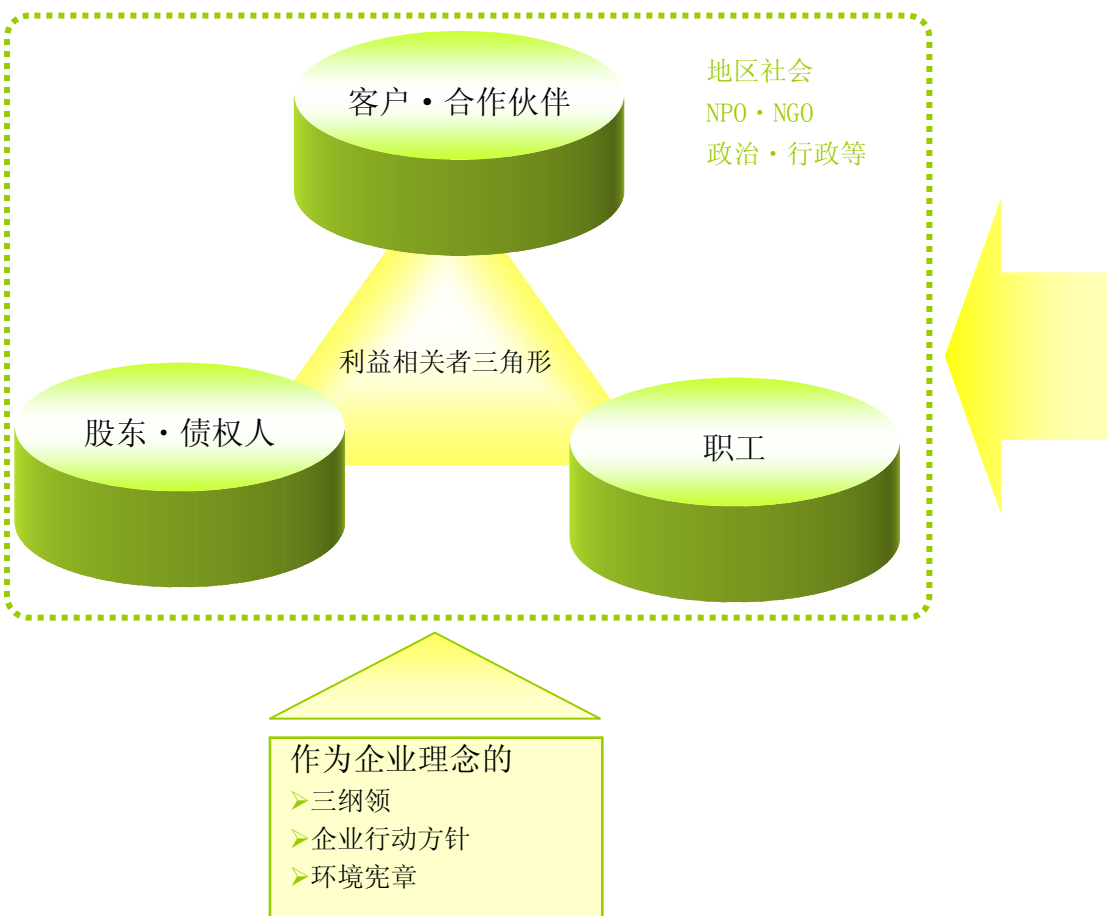 客户・合作伙伴
地区社会
NPO・NGO
政治・行政等
利益相关者三角形
股东・债权人
职工
作为企业理念的
➢三纲领
➢企业行动方针
➢环境宪章